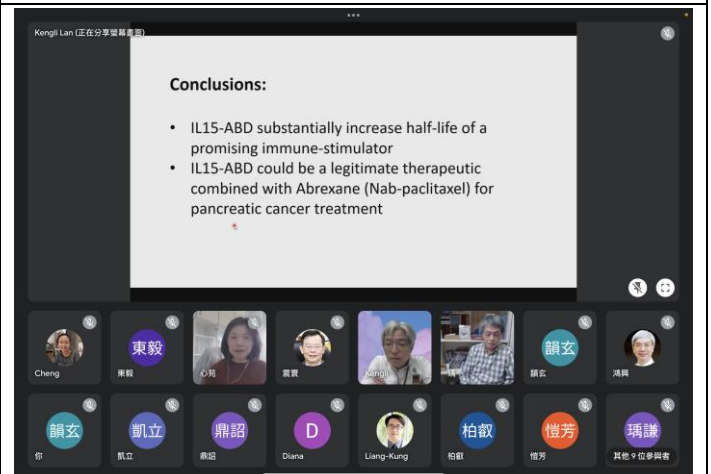 Kengli Lan (正在分享螢幕畫面)
Conclusions:
• IL15-ABD substantially increase half-life of a
promising immune-stimulator
• IL15-ABD could be a legitimate therapeutic
combined with Abrexane (Nab-paclitaxel) for
pancreatic cancer treatment
東毅
韻玄
Cheng
東毅
心苑
Kengli
韻玄
鴻興
韻玄
凱立
鼎詔
D
柏叡
愷芳
瑀謙
你
凱立
鼎詔
Diana
Liang-Kung
柏叡
愷芳
其他 9 位參與者